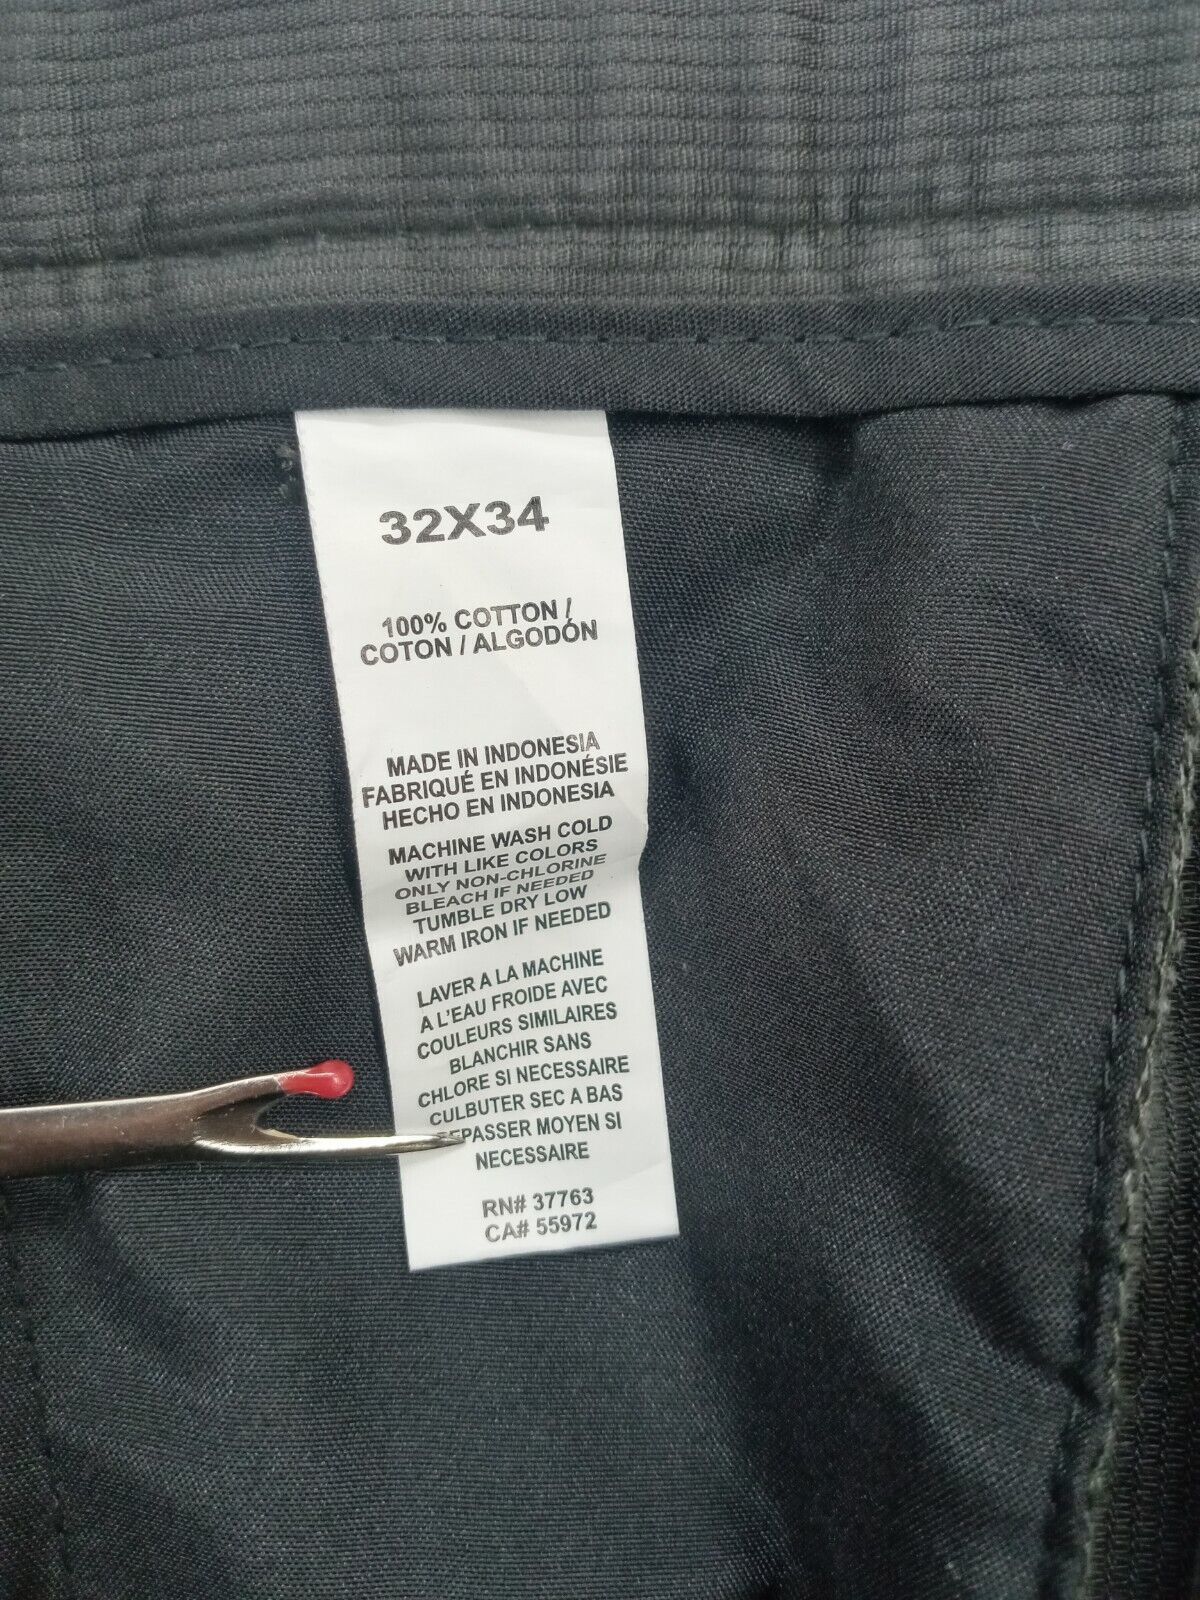 32X34
100% COTTON /
COTON / ALGODÓN
MADE IN INDONESIA
FABRIQUÉ EN INDONÉSIE
HECHO EN INDONESIA
MACHINE WASH COLD
WITH LIKE COLORS
ONLY NON-CHLORINE
BLEACH IF NEEDED
TUMBLE DRY LOW
WARM IRON IF NEEDED
LAVER A LA MACHINE
A L'EAU FROIDE AVEC
COULEURS SIMILAIRES
BLANCHIR SANS
CHLORE SI NECESSAIRE
CULBUTER SEC A BAS
MOYEN SI
NECESSAIRE
RN# 37763
CA# 55972